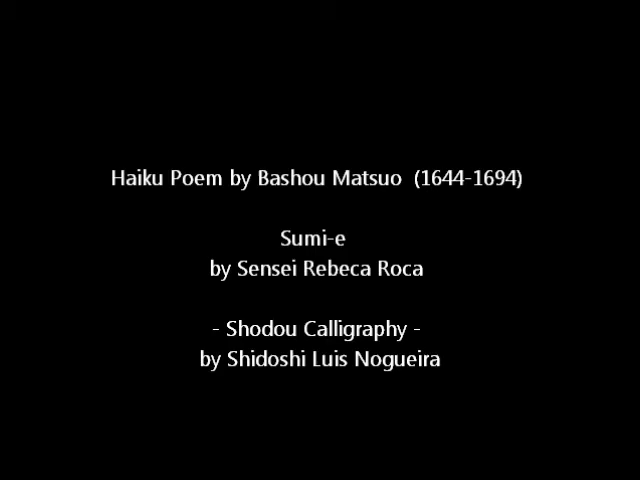 Haiku Poem by Bashou Matsuo (1644-1694)
Sumi-e
by Sensei Rebeca Roca
- Shodou Calligraphy -
by Shidoshi Luis Nogueira